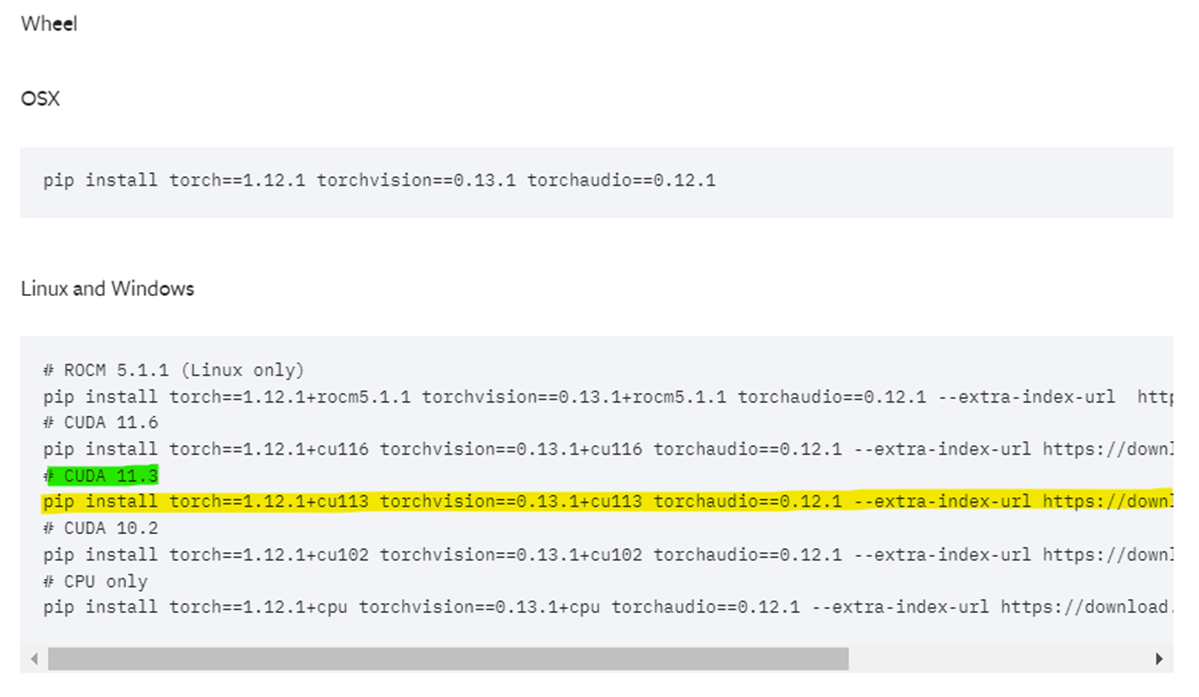 Wheel
OSX
pip install torch==1.12.1 torchvision==0.13.1 torchaudio==0.12.1
Linux and Windows
# ROCM 5.1.1 (Linux only)
pip install torch==1.12.1+rocm5.1.1 torchvision==0.13.1+rocm5.1.1 torchaudio==0.12.1 --extra-index-url  http
# CUDA 11.6
pip install torch==1.12.1+cu116 torchvision==0.13.1+cu116 torchaudio==0.12.1 --extra-index-url https://downl
# CUDA 11.3
pip install torch==1.12.1+cu113 torchvision==0.13.1+cu113 torchaudio==0.12.1 --extra-index-url https://downl
# CUDA 10.2
pip install torch==1.12.1+cu102 torchvision==0.13.1+cu102 torchaudio==0.12.1 --extra-index-url https://downl
# CPU only
pip install torch==1.12.1+cpu torchvision==0.13.1+cpu torchaudio==0.12.1 --extra-index-url https://download.